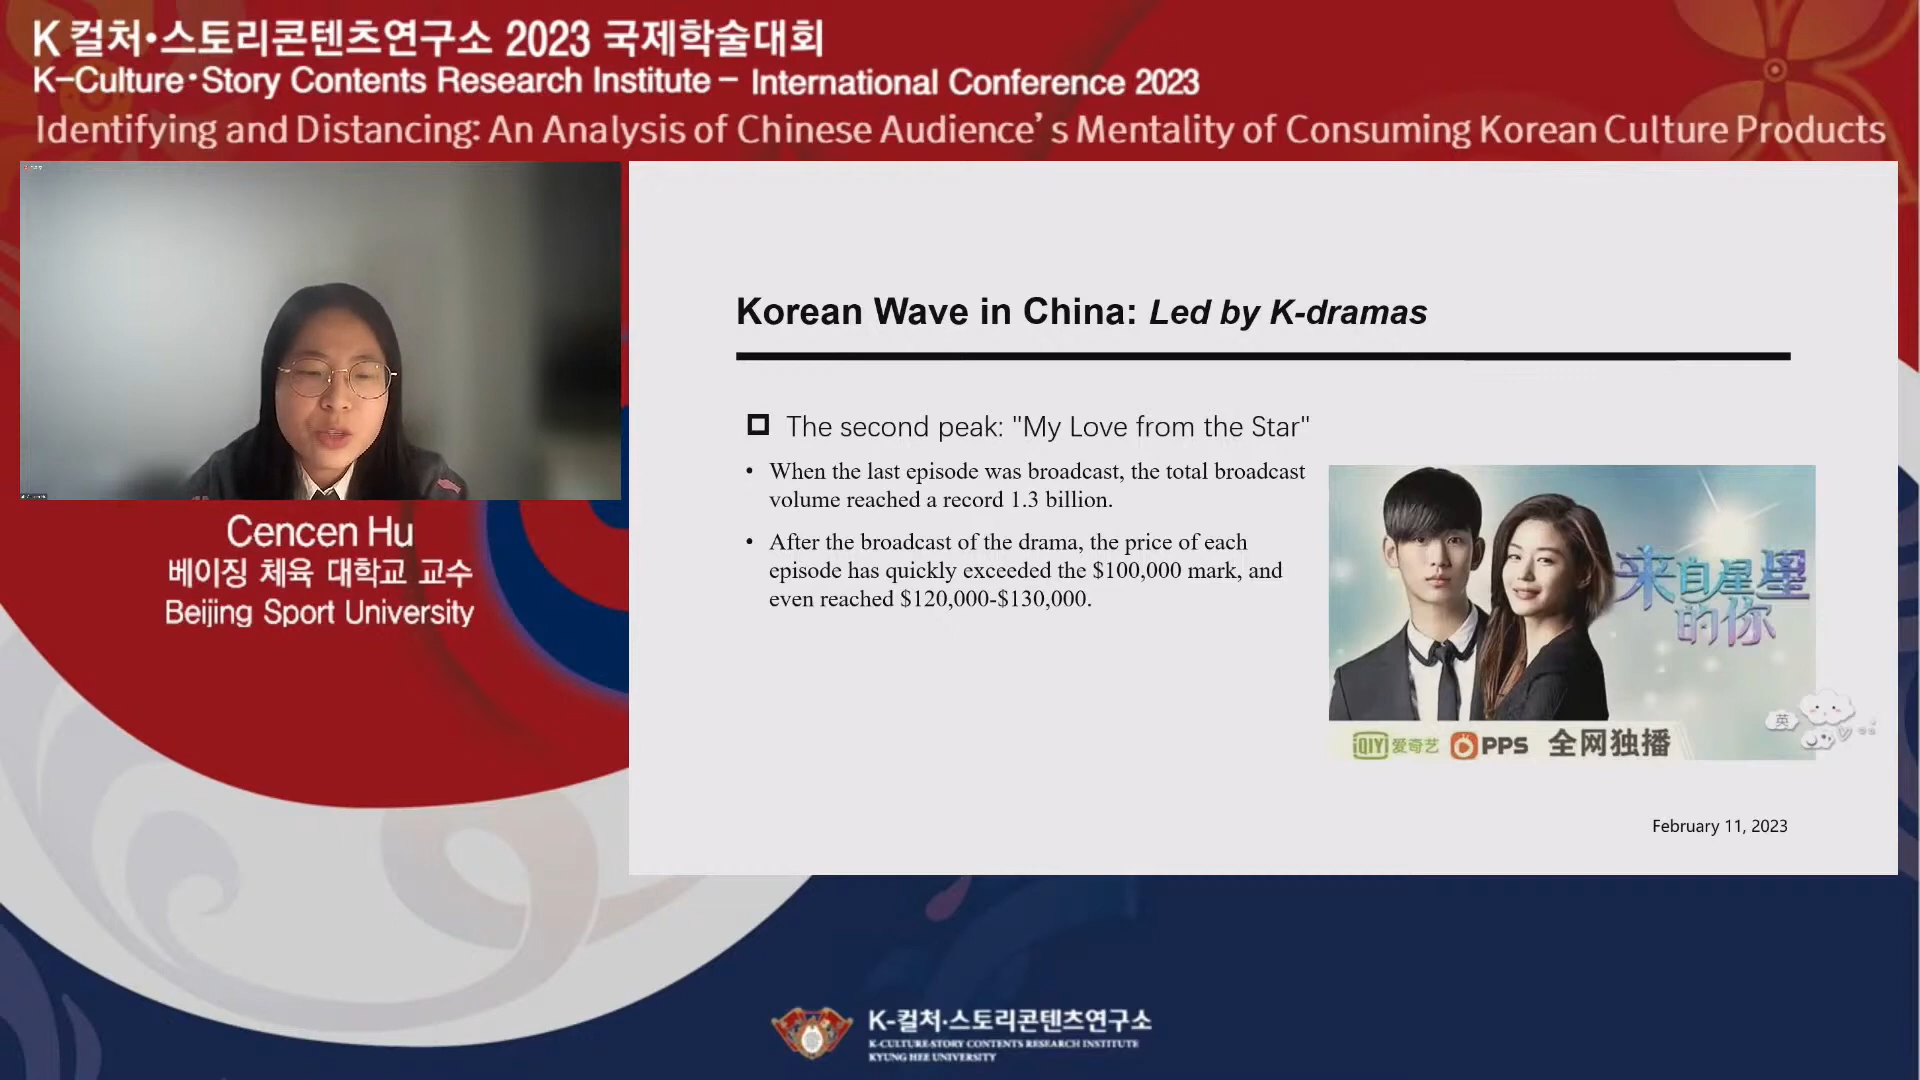 K 컬처•스토리콘텐츠연구소 2023 국제학술대회
K-Culture•Story Contents Research Institute - International Conference 2023
Identifying and Distancing: An Analysis of Chinese Audience's Mentality of Consuming Korean Culture Products
Cencen Hu
베이징 체육 대학교 교수
Beijing Sport University
Korean Wave in China: Led by K-dramas
The second peak: "My Love from the Star"
• When the last episode was broadcast, the total broadcast
volume reached a record 1.3 billion.
• After the broadcast of the drama, the price of each
episode has quickly exceeded the $100,000 mark, and
even reached $120,000-$130,000.
来自星星
的你
iQIYI 爱奇艺 PPS 全网独播
英
February 11, 2023
K-컬처•스토리콘텐츠연구소
K-CULTURE•STORY CONTENTS RESEARCH INSTITUTE
KYUNG HEE UNIVERSITY